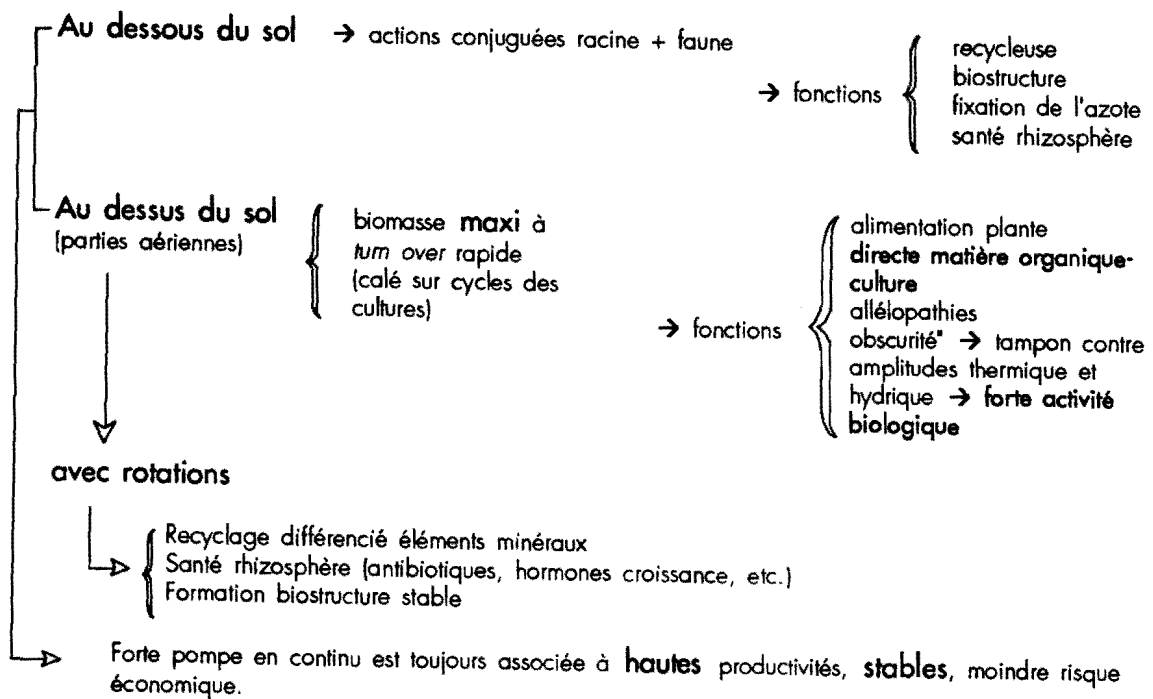 Au dessous du sol → actions conjuguées racine + faune
→ fonctions
recycleuse
biostructure
fixation de l'azote
santé rhizosphère
Au dessus du sol
(parties aériennes)
biomasse maxi à
turn over rapide
(calé sur cycles des
cultures)
→ fonctions
alimentation plante
directe matière organique-
culture
allélopathies
obscurité" → tampon contre
amplitudes thermique et
hydrique → forte activité
biologique
avec rotations
Recyclage différencié éléments minéraux
Santé rhizosphère (antibiotiques, hormones croissance, etc.)
Formation biostructure stable
Forte pompe en continu est toujours associée à hautes productivités, stables, moindre risque
économique.